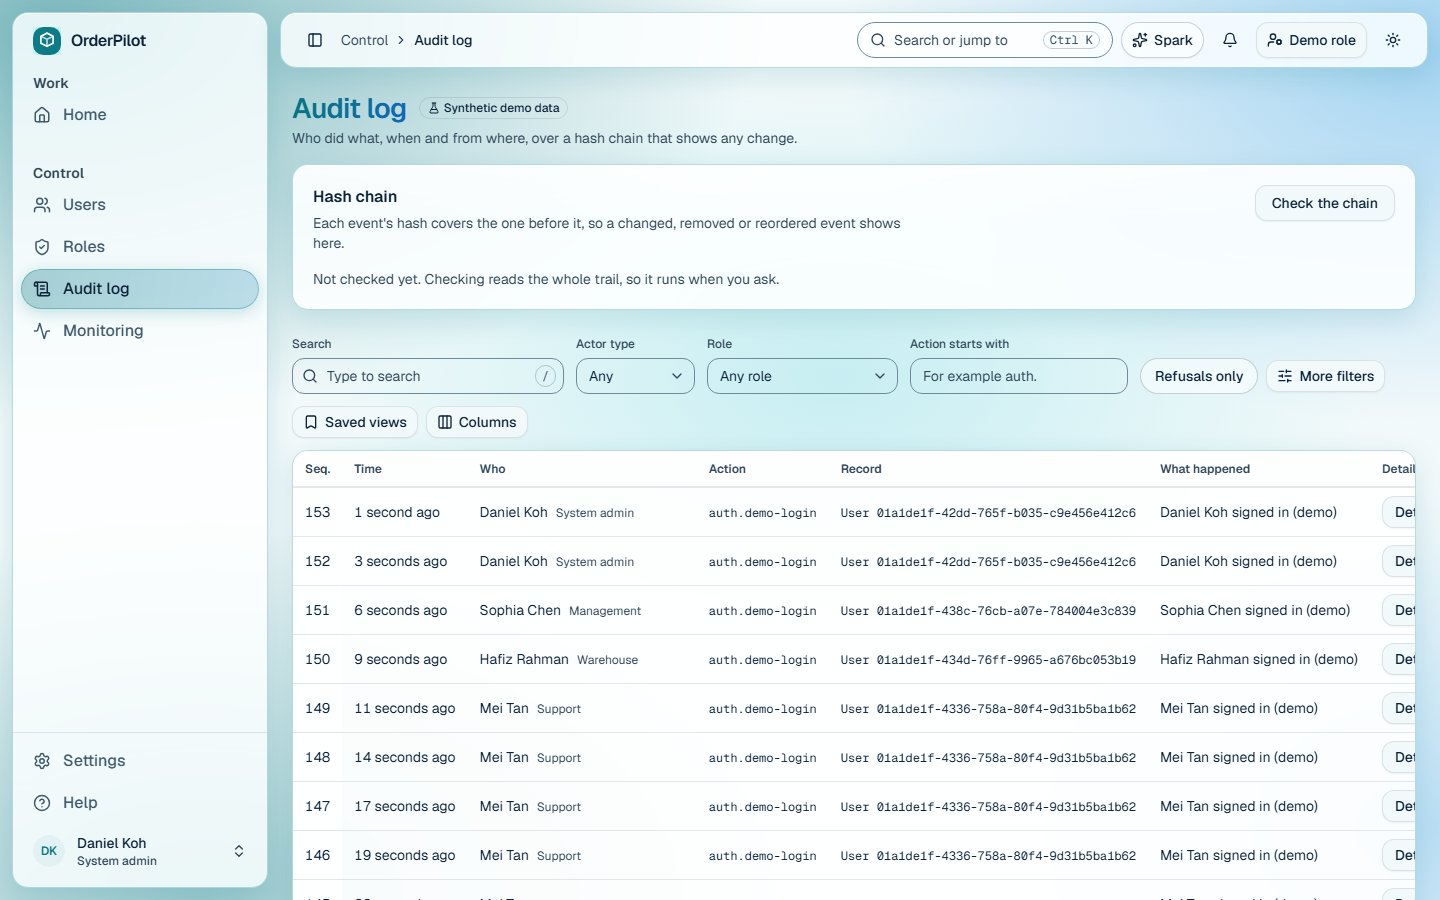 OrderPilot
Work
Home
Control
Users
Roles
Audit log
Monitoring
Settings
Help
DK
Daniel Koh
System admin
Control > Audit log
Search or jump to
Ctrl K
Spark
Demo role
Audit log
Synthetic demo data
Who did what, when and from where, over a hash chain that shows any change.
Hash chain
Each event's hash covers the one before it, so a changed, removed or reordered event shows
here.
Not checked yet. Checking reads the whole trail, so it runs when you ask.
Check the chain
Search Actor type Role Action starts with
Type to search / Any Any role For example auth. Refusals only More filters
Saved views Columns
Seq. Time Who Action Record What happened Detail
153 1 second ago Daniel Koh System admin auth.demo-login User 01a1de1f-42dd-765f-b035-c9e456e412c6 Daniel Koh signed in (demo) Det
152 3 seconds ago Daniel Koh System admin auth.demo-login User 01a1de1f-42dd-765f-b035-c9e456e412c6 Daniel Koh signed in (demo) Det
151 6 seconds ago Sophia Chen Management auth.demo-login User 01a1de1f-438c-76cb-a07e-784004e3c839 Sophia Chen signed in (demo) Det
150 9 seconds ago Hafiz Rahman Warehouse auth.demo-login User 01a1de1f-434d-76ff-9965-a676bc053b19 Hafiz Rahman signed in (demo) Det
149 11 seconds ago Mei Tan Support auth.demo-login User 01a1de1f-4336-758a-80f4-9d31b5ba1b62 Mei Tan signed in (demo) Det
148 14 seconds ago Mei Tan Support auth.demo-login User 01a1de1f-4336-758a-80f4-9d31b5ba1b62 Mei Tan signed in (demo) Det
147 17 seconds ago Mei Tan Support auth.demo-login User 01a1de1f-4336-758a-80f4-9d31b5ba1b62 Mei Tan signed in (demo) Det
146 19 seconds ago Mei Tan Support auth.demo-login User 01a1de1f-4336-758a-80f4-9d31b5ba1b62 Mei Tan signed in (demo) Det